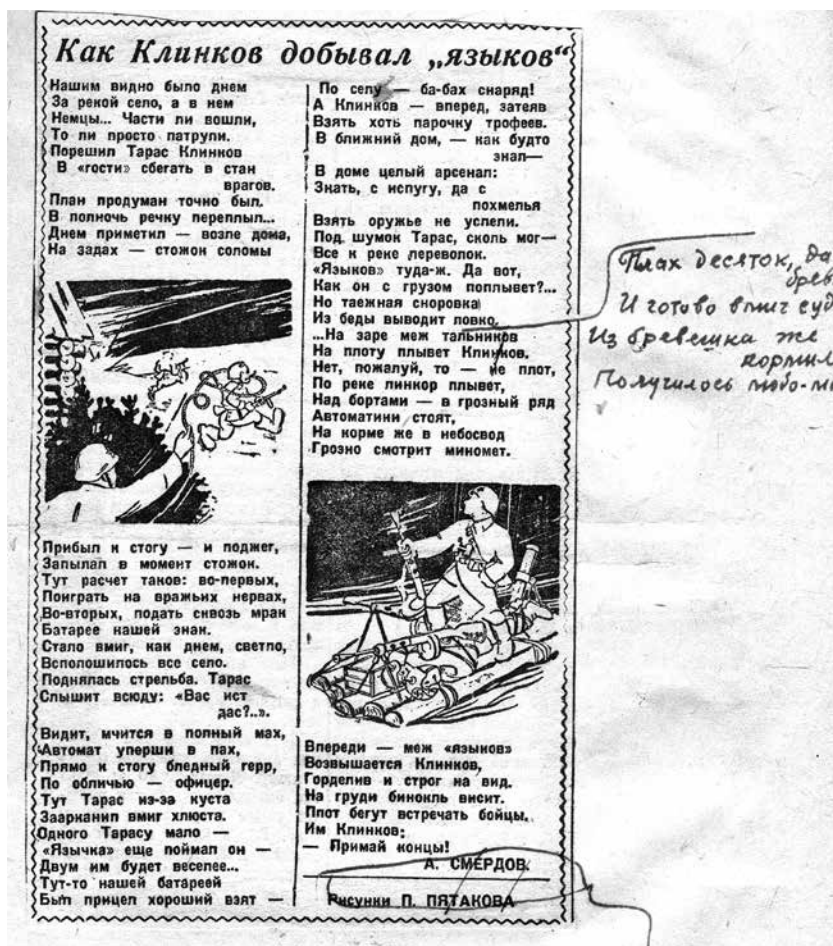 Как Клинков добывал „языков“
Нашим видно было днем
За рекой село, а в нем
Немцы... Части ли вошли,
То ли просто патрули.
Порешил Тарас Клинков
В «гости» сбегать в стан
врагов.
План продуман точно был.
В полночь речку переплыл...
Днем приметил — возле дома,
На задах — стожок соломы
Прибыл к стогу — и поджег,
Запылал в момент стожок.
Тут расчет таков: во-первых,
Поиграть на вражьих нервах,
Во-вторых, подать сквозь мрак
Батарее нашей знак.
Стало вмиг, как днем, светло,
Всполошилось все село.
Поднялась стрельба. Тарас
Слышит всюду: «Вас ист
дас?..».
Видит, мчится в полный мах,
Автомат уперши в пах,
Прямо к стогу бледный герр,
По обличью — офицер.
Тут Тарас из-за куста
Заарканил вмиг хлюста.
Одного Тарасу мало —
«Язычка» еще поймал он —
Двум им будет веселее...
Тут-то нашей батареей
Был прицел хороший взят —
По селу — ба-бах снаряд!
А Клинков — вперед, затеяв
Взять хоть парочку трофеев.
В ближний дом, — как будто
знал—
В доме целый арсенал:
Знать, с испугу, да с
похмелья
Взять оружье не успели.
Под шумок Тарас, сколь мог—
Все к реке переволок.
«Языков» туда-ж. Да вот,
Как он с грузом поплывет?...
Но таежная сноровка
Из беды выводит ловко.
...На заре меж тальников
На плоту плывет Клинков.
Нет, пожалуй, то — не плот,
По реке линкор плывет,
Над бортами — в грозный ряд
Автоматики стоят,
На корме же в небосвод
Грозно смотрит миномет.
Впереди — меж «языков»
Возвышается Клинков,
Горделив и строг на вид.
На груди бинокль висит.
Плот бегут встречать бойцы.
Им Клинков:
— Примай концы!
А. СМЕРДОВ.
Рисунки П. ПЯТАКОВА
Плах десяток, да
брев
И готово вмиг суд
Из бревешка же
кормил
Получилось любо-ми